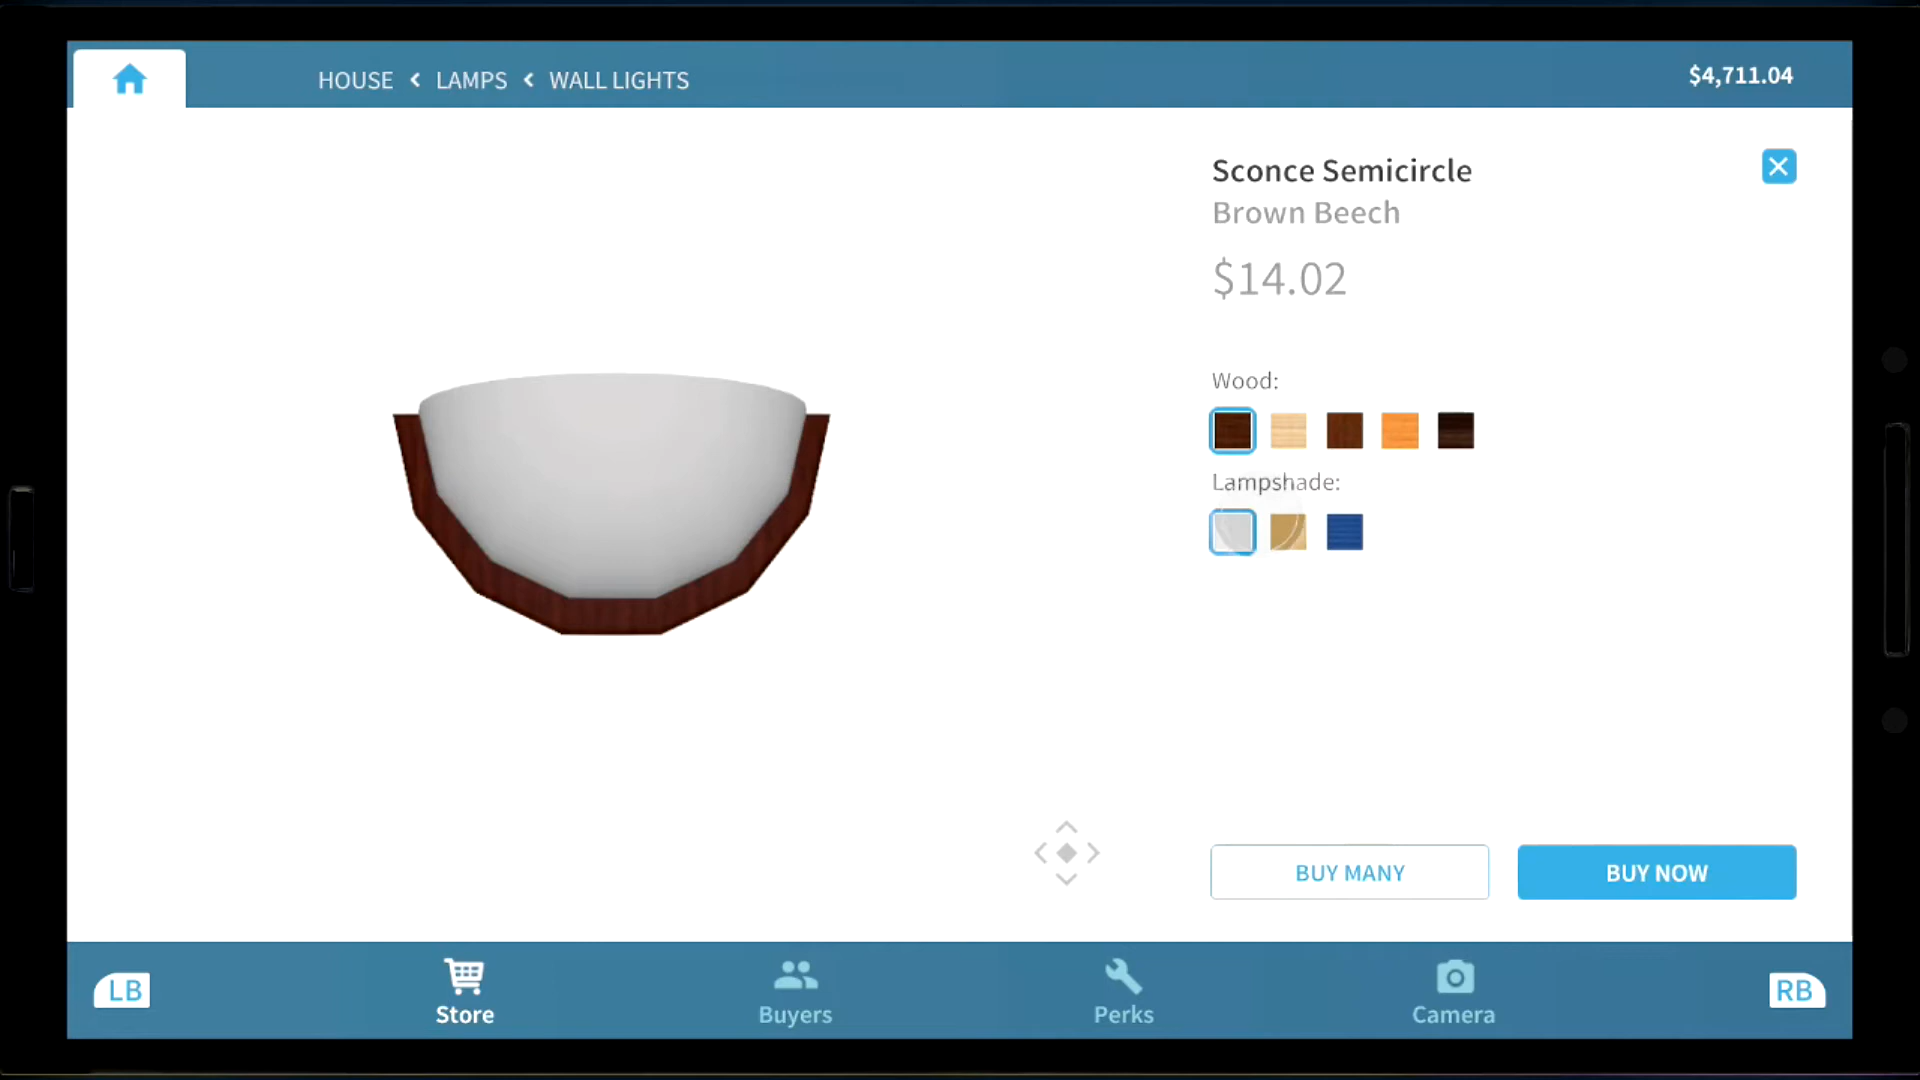 HOUSE < LAMPS < WALL LIGHTS
$4,711.04
Sconce Semicircle
Brown Beech
$14.02
Wood:
Lampshade:
BUY MANY
BUY NOW
LB
Store
Buyers
Perks
Camera
RB